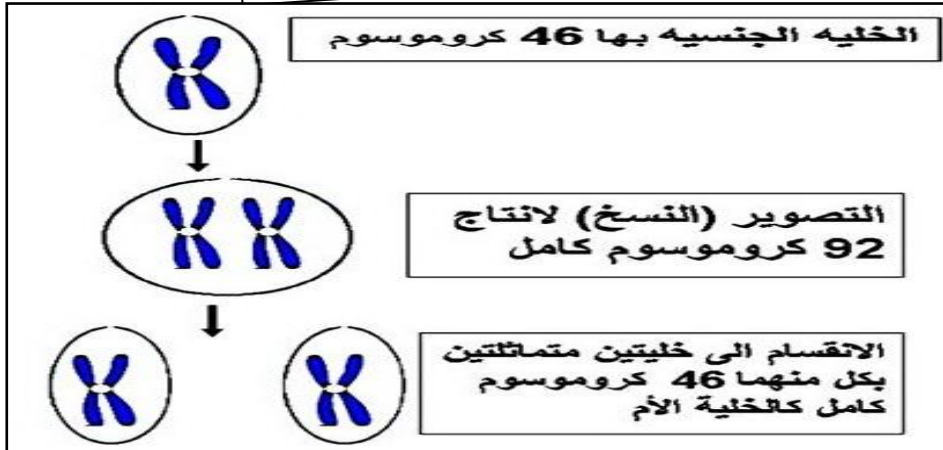 الخليه الجنسيه بها 46 كروموسوم
التصوير (النسخ) لانتاج
92 كروموسوم كامل
الانقسام الى خليتين متماثلتين
بكل منهما 46 كروموسوم
كامل كالخلية الأم